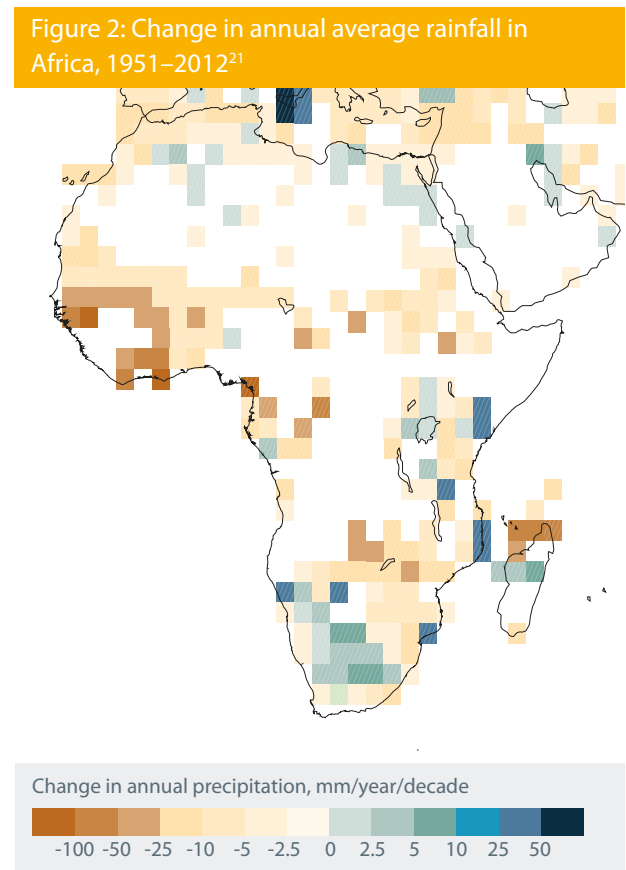 Figure 2: Change in annual average rainfall in
Africa, 1951–2012²¹
Change in annual precipitation, mm/year/decade
-100 -50 -25 -10 -5 -2.5 0 2.5 5 10 25 50